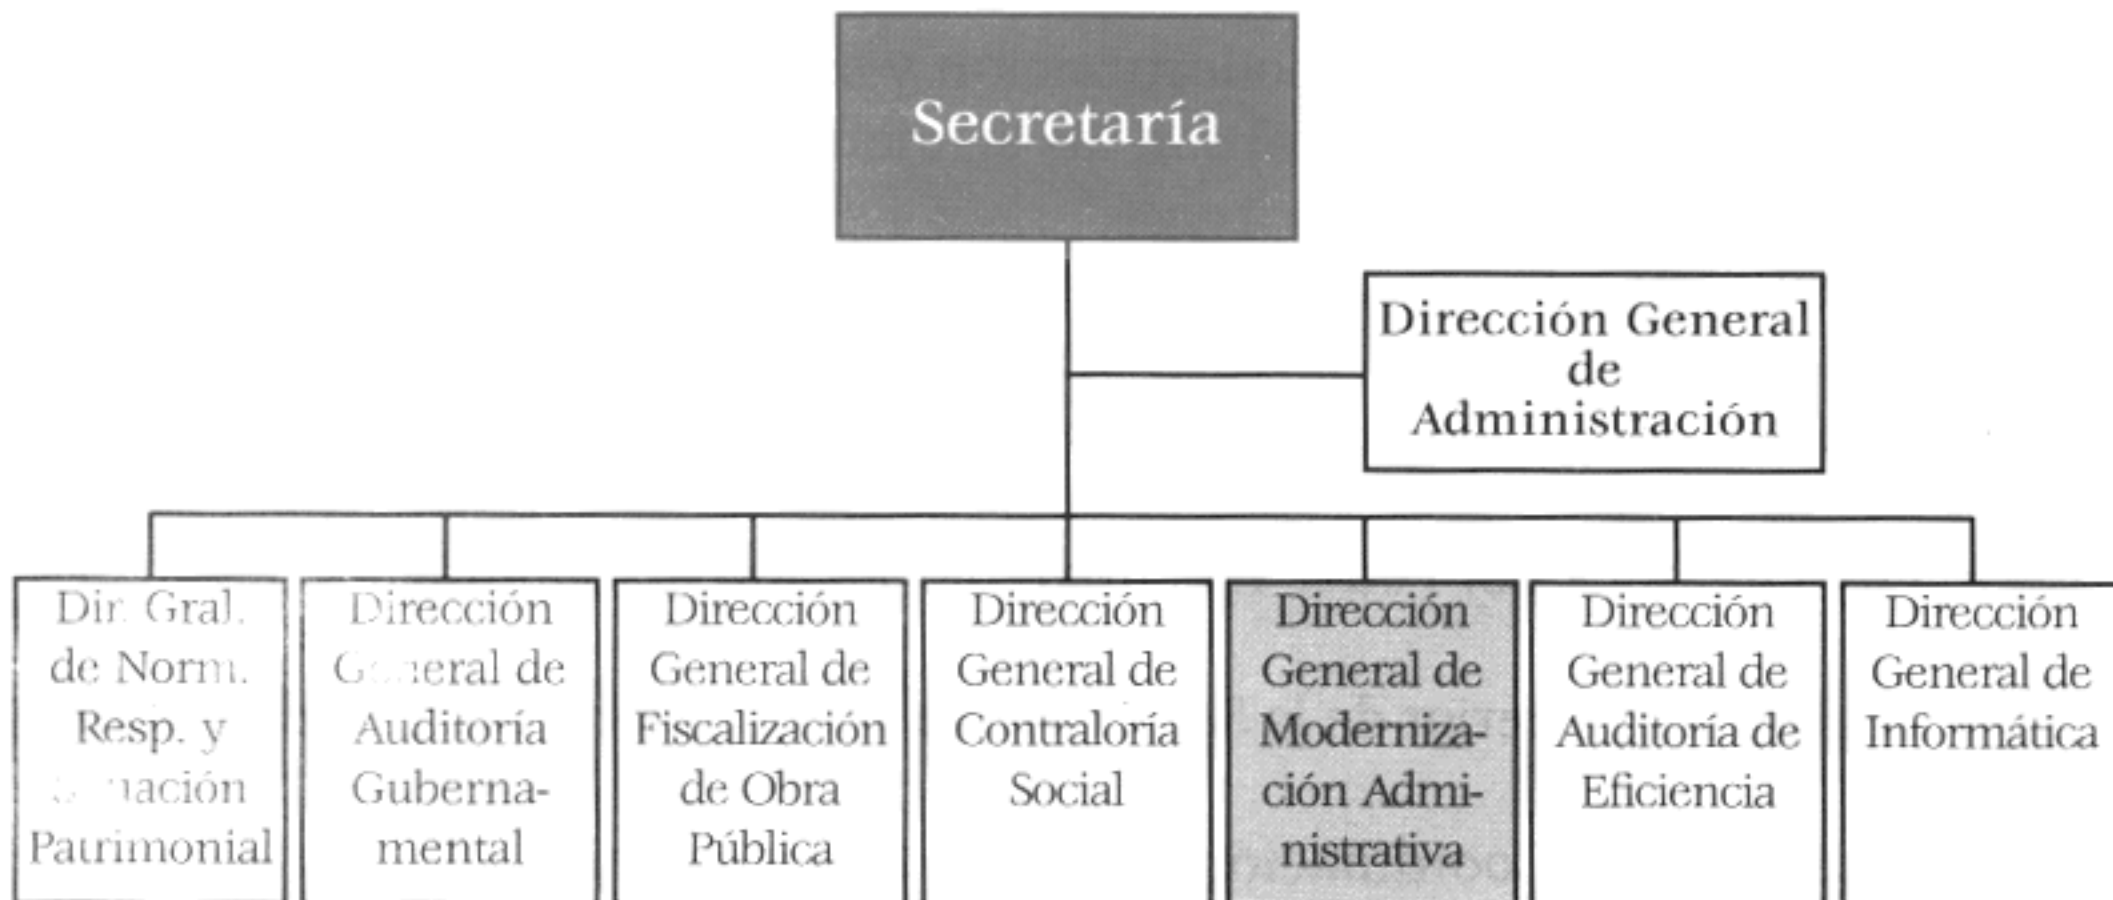 Secretaría
Dirección General
de
Administración
Dir. Gral.
de Norm.
Resp. y
Patrimonial
Dirección
General de
Auditoría
Guberna-
mental
Dirección
General de
Fiscalización
de Obra
Pública
Dirección
General de
Contraloría
Social
Dirección
General de
Moderniza-
ción Admi-
nistrativa
Dirección
General de
Auditoría de
Eficiencia
Dirección
General de
Informática